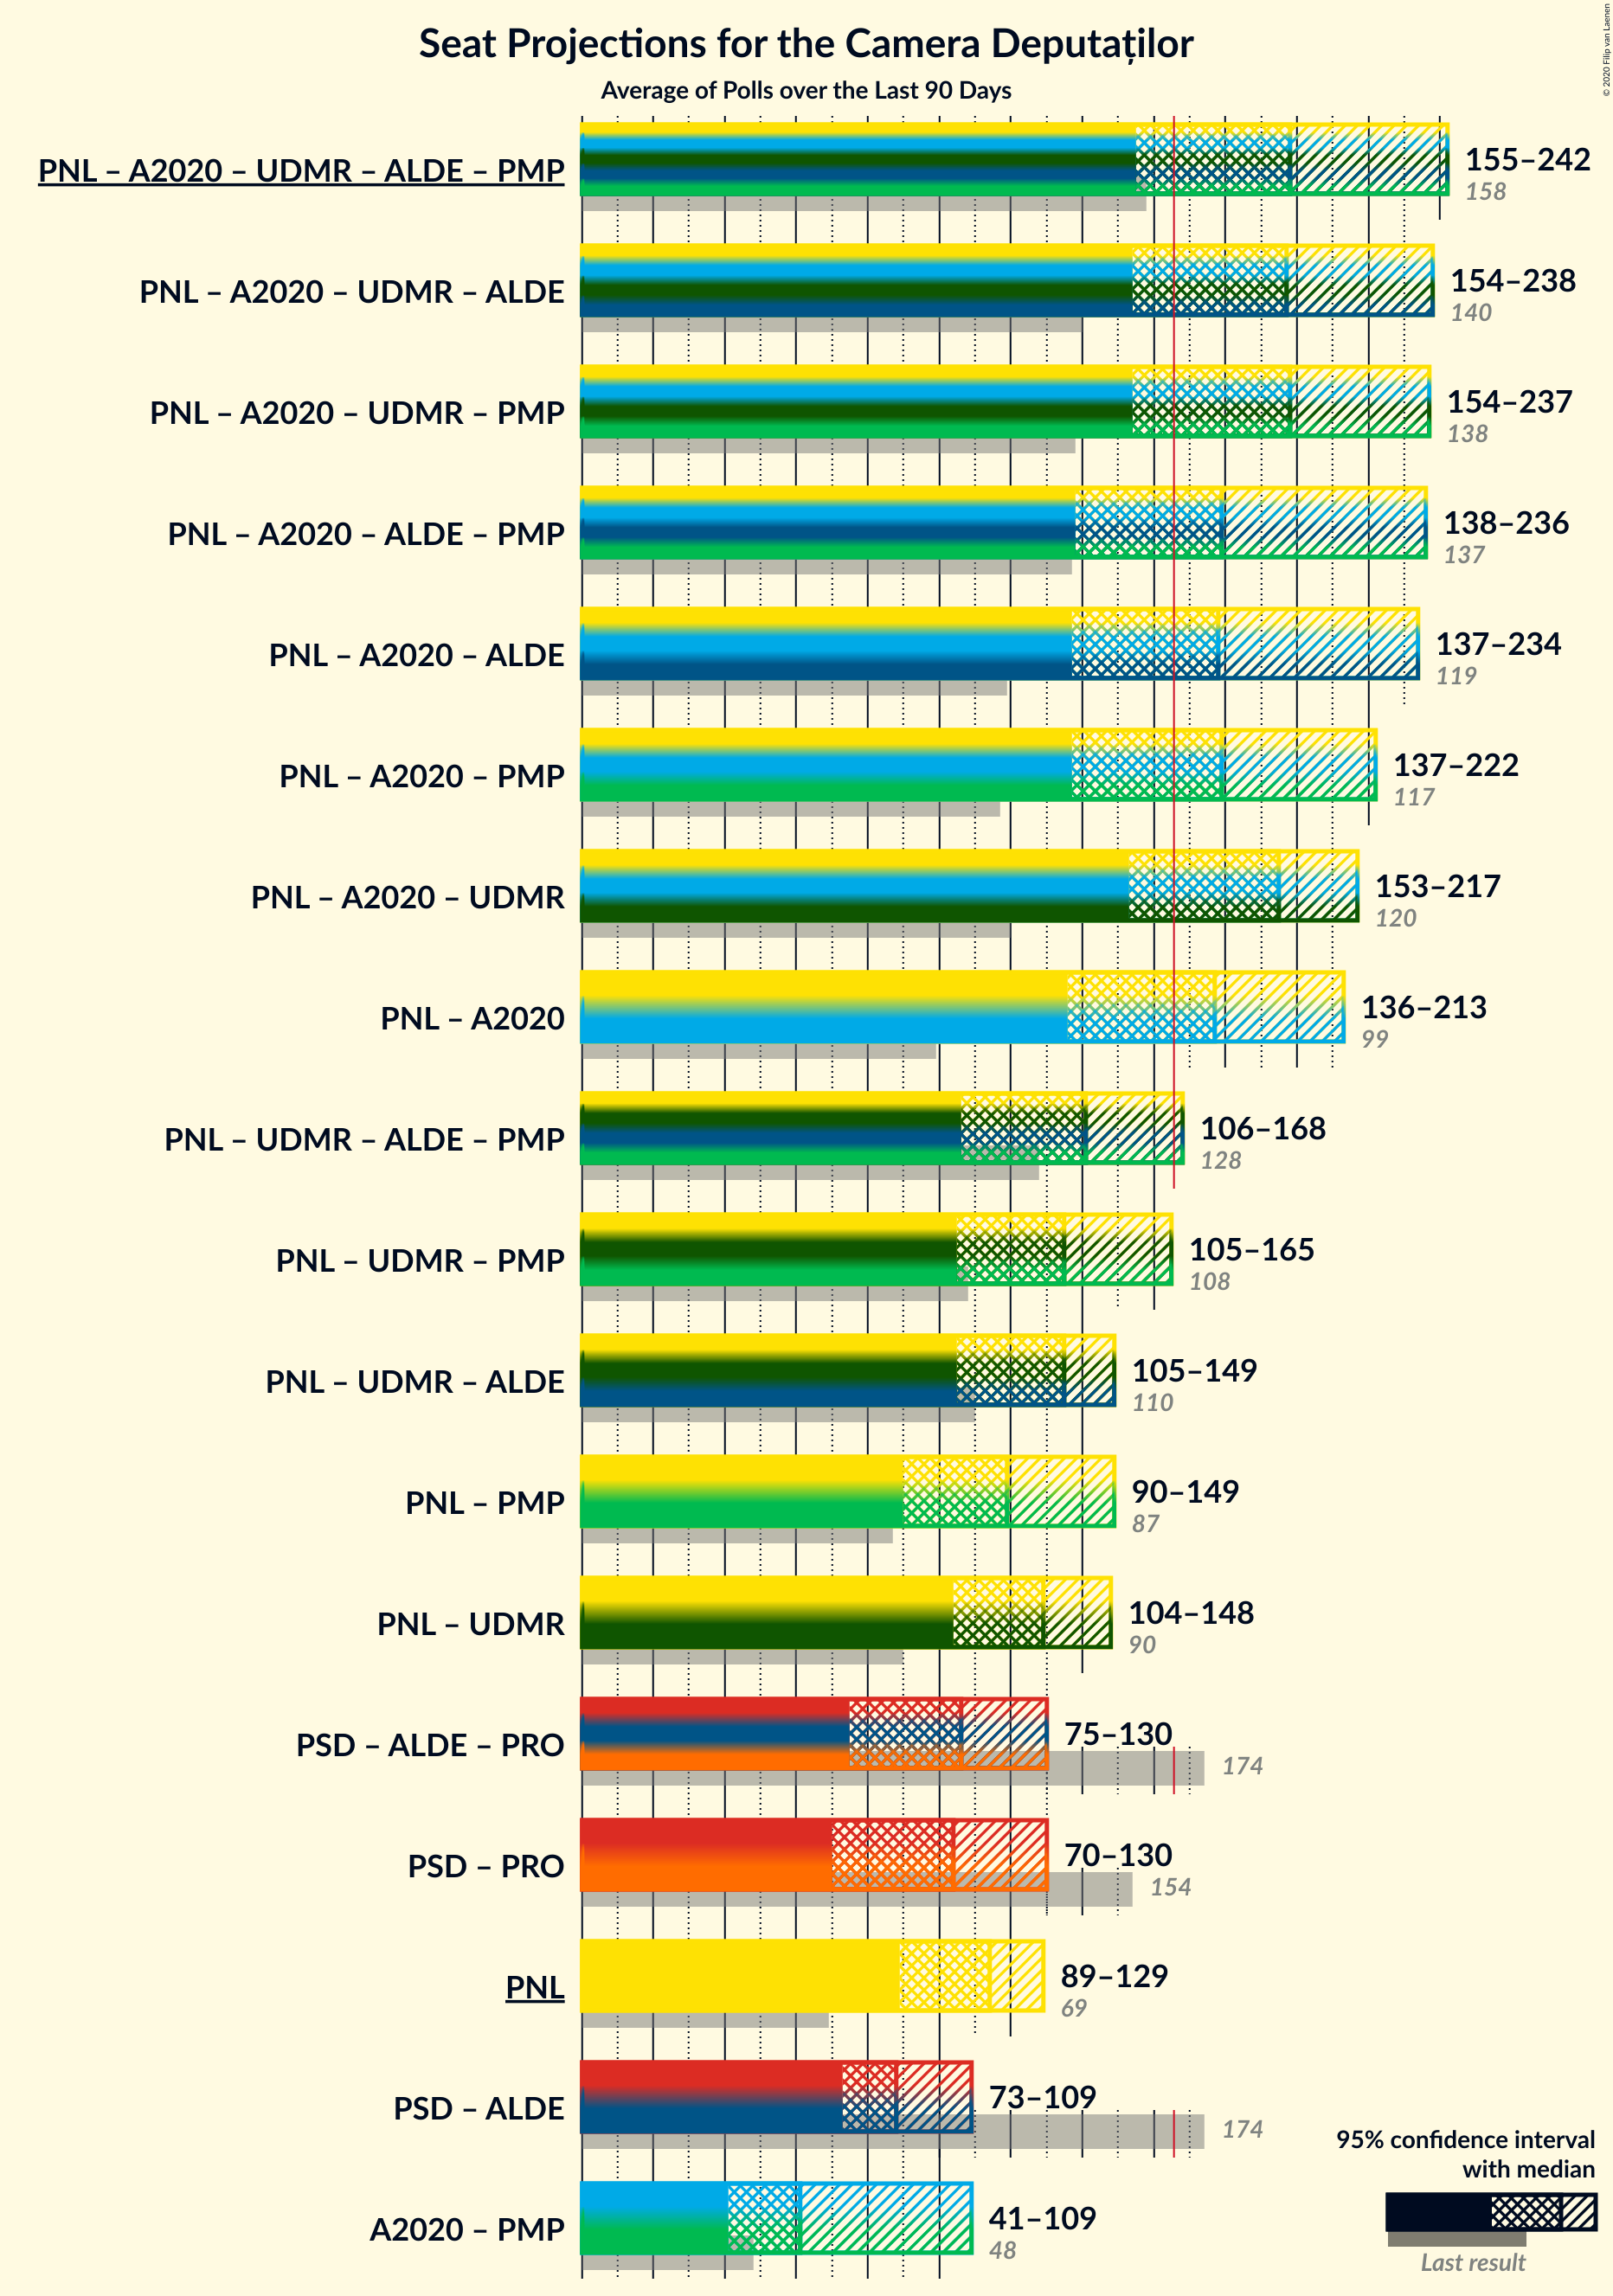 © 2020 Filip van Laenen
Seat Projections for the Camera Deputaților
Average of Polls over the Last 90 Days
PNL – A2020 – UDMR – ALDE – PMP
155–242
158
PNL – A2020 – UDMR – ALDE
154–238
140
PNL – A2020 – UDMR – PMP
154–237
138
PNL – A2020 – ALDE – PMP
138–236
137
PNL – A2020 – ALDE
137–234
119
PNL – A2020 – PMP
137–222
117
PNL – A2020 – UDMR
153–217
120
PNL – A2020
136–213
99
PNL – UDMR – ALDE – PMP
106–168
128
PNL – UDMR – PMP
105–165
108
PNL – UDMR – ALDE
105–149
110
PNL – PMP
90–149
87
PNL – UDMR
104–148
90
PSD – ALDE – PRO
75–130
174
PSD – PRO
70–130
154
PNL
89–129
69
PSD – ALDE
73–109
174
A2020 – PMP
41–109
48
95% confidence interval
with median
Last result